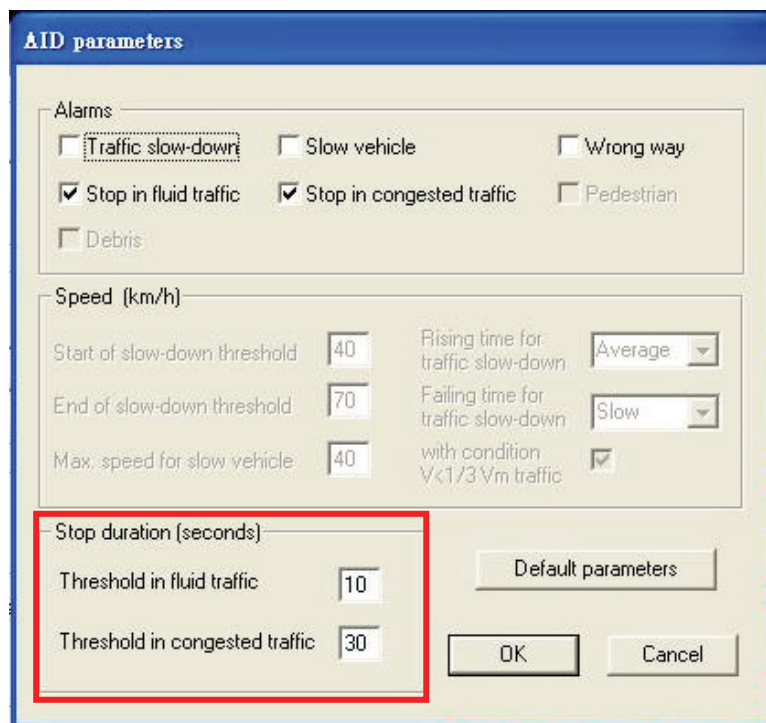 AID parameters
Alarms
Traffic slow-down
Slow vehicle
Wrong way
Stop in fluid traffic
Stop in congested traffic
Pedestrian
Debris
Speed (km/h)
Start of slow-down threshold 40
Rising time for
traffic slow-down
Average
End of slow-down threshold 70
Failing time for
traffic slow-down
Slow
Max. speed for slow vehicle 40
with condition
V<1/3 Vm traffic
Stop duration (seconds)
Threshold in fluid traffic 10
Threshold in congested traffic 30
Default parameters
OK
Cancel